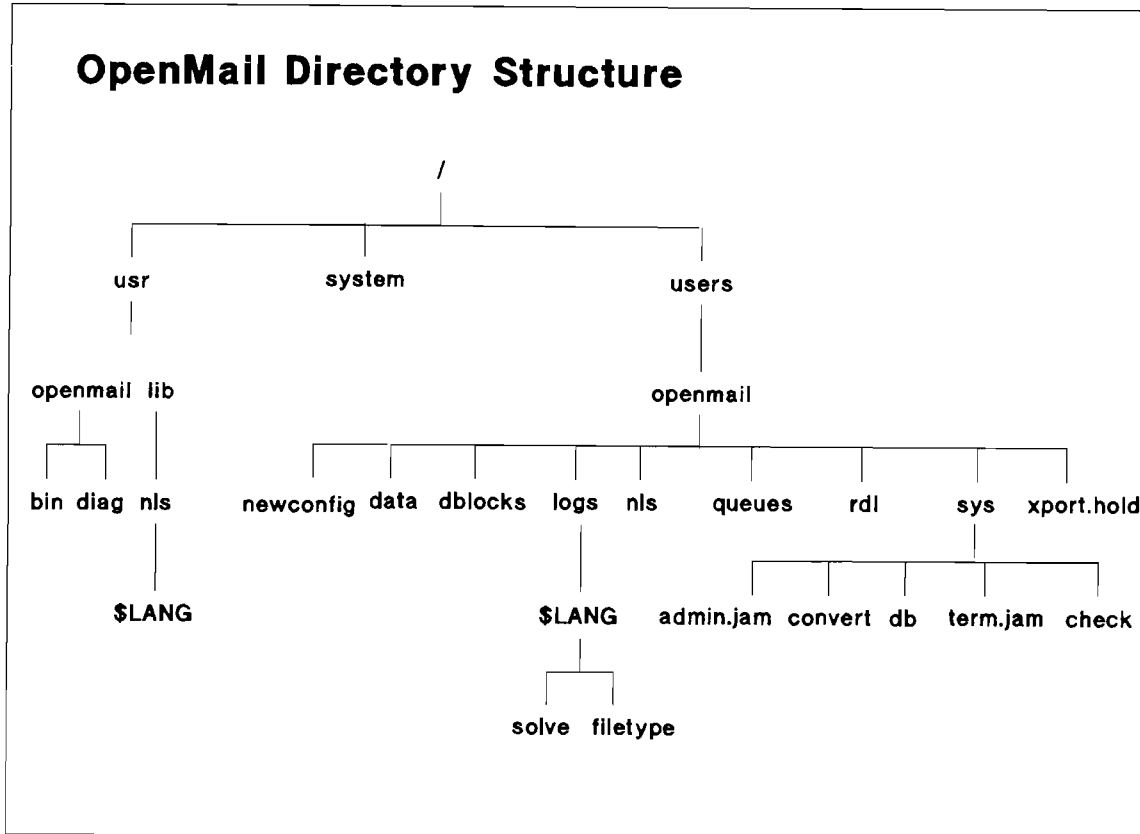 OpenMail Directory Structure
/
usr system users
openmail lib openmail
bin diag nls newconfig data dblocks logs nls queues rdl sys xport.hold
$LANG $LANG admin.jam convert db term.jam check
solve filetype